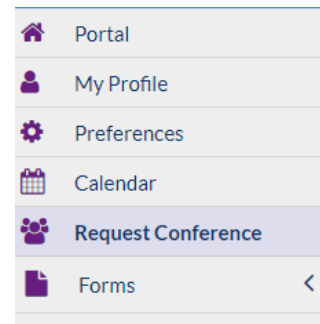 Portal
My Profile
Preferences
Calendar
Request Conference
Forms